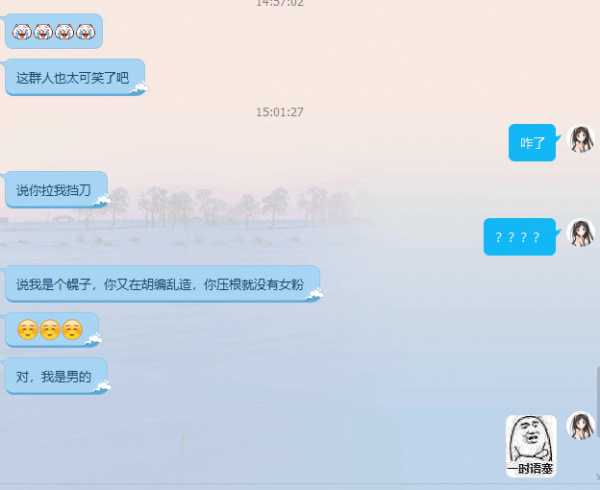 14:57:02
这群人也太可笑了吧
15:01:27
咋了
说你拉我挡刀
？？？？
说我是个幌子，你又在胡编乱造，你压根就没有女粉
对，我是男的
一时语塞